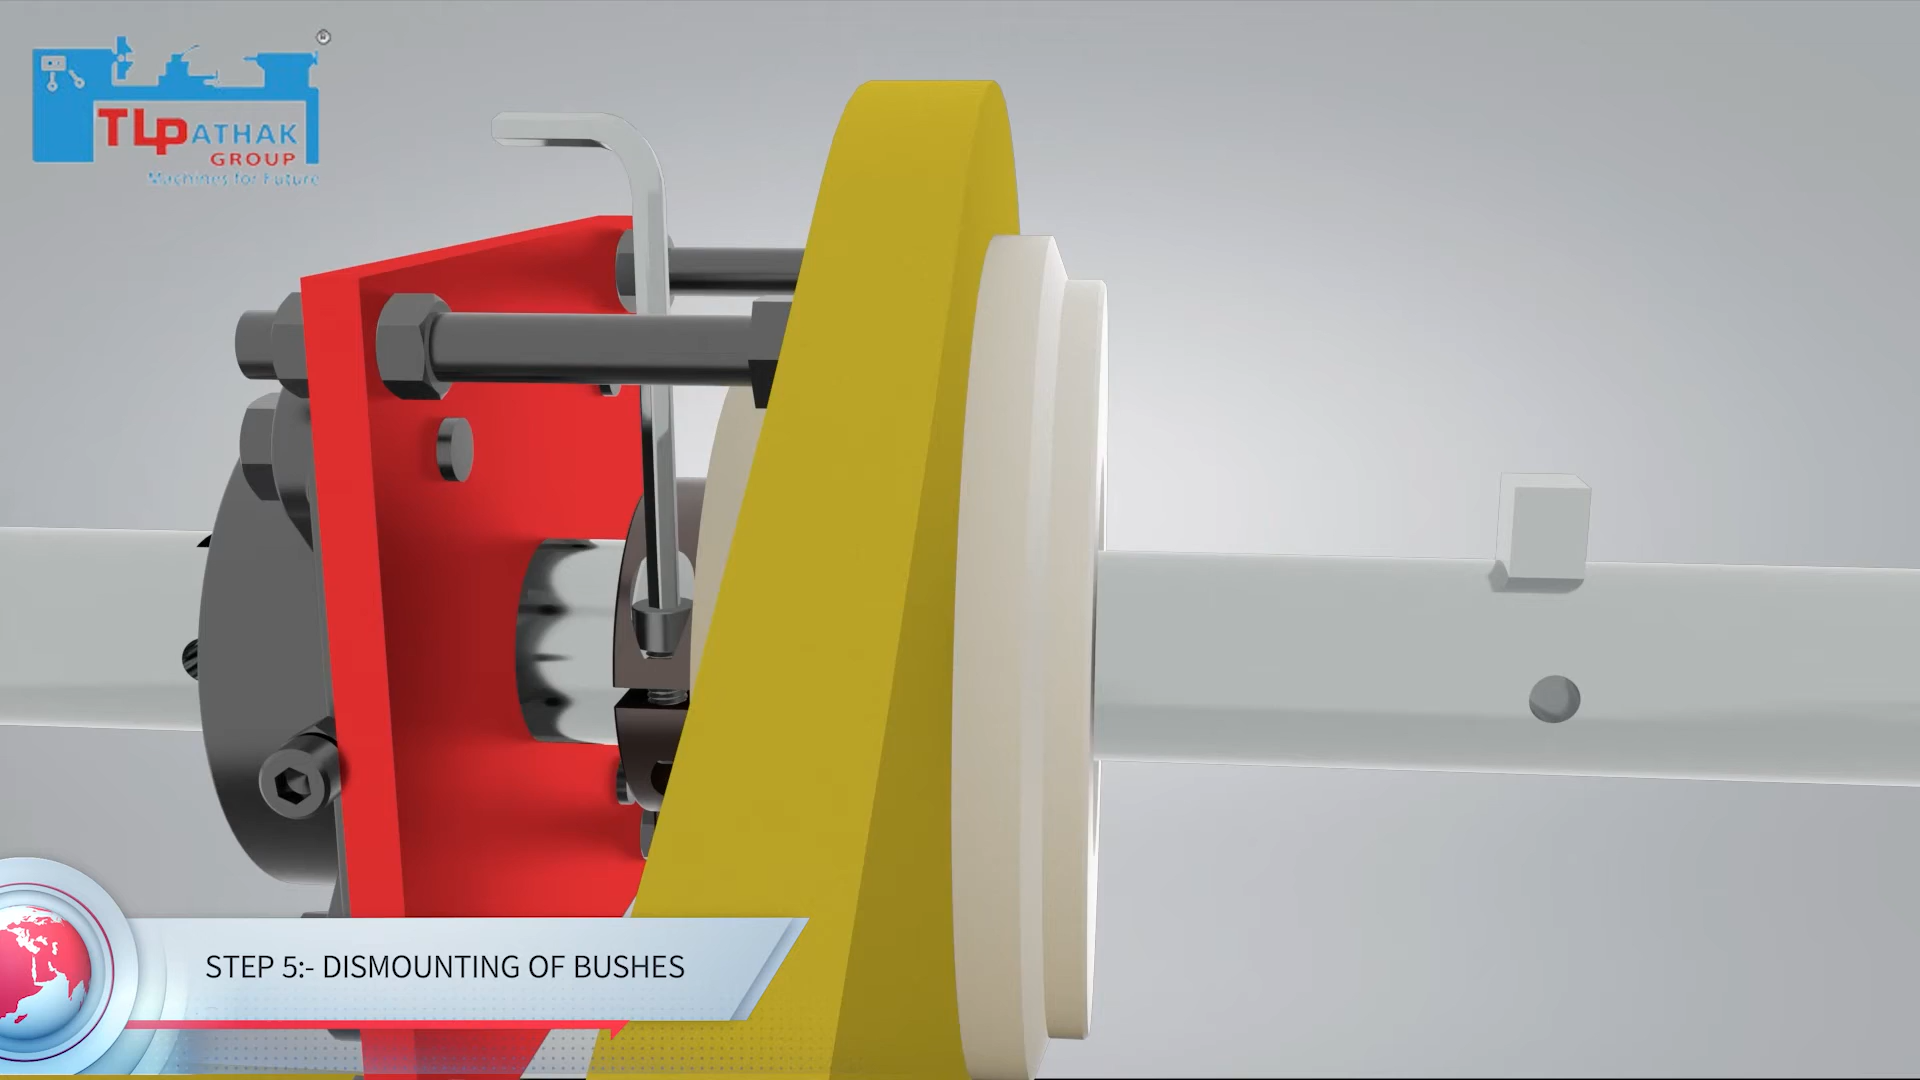 ®
TLPATHAK
GROUP
Machines for Future
STEP 5:- DISMOUNTING OF BUSHES